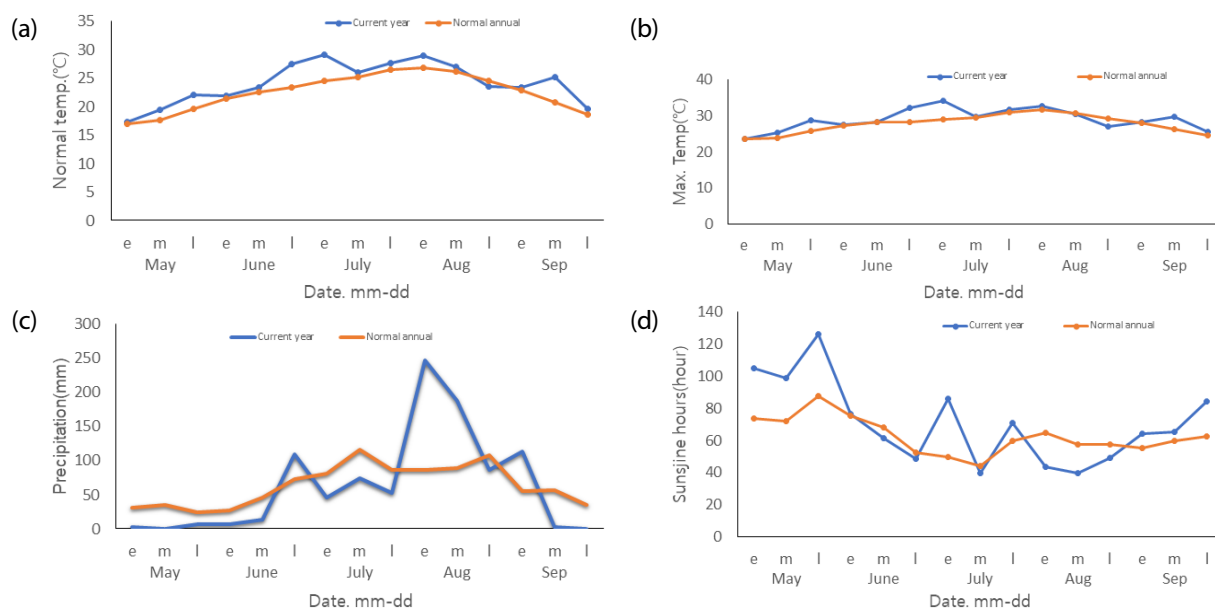 (a)
Current year Normal annual
Normal temp.(℃)
35
30
25
20
15
10
5
0
e m l e m l e m l e m l e m l
May June July Aug Sep
Date. mm-dd
(b)
Current year Normal annual
Max. Temp(℃)
40
30
20
10
0
e m l e m l e m l e m l e m l
May June July Aug Sep
Date. mm-dd
(c)
Current year Normal annual
Precipitation(mm)
300
250
200
150
100
50
0
e m l e m l e m l e m l e m l
May June July Aug Sep
Date. mm-dd
(d)
Current year Normal annual
Sunsjine hours(hour)
140
120
100
80
60
40
20
0
e m l e m l e m l e m l e m l
May June July Aug Sep
Date. mm-dd